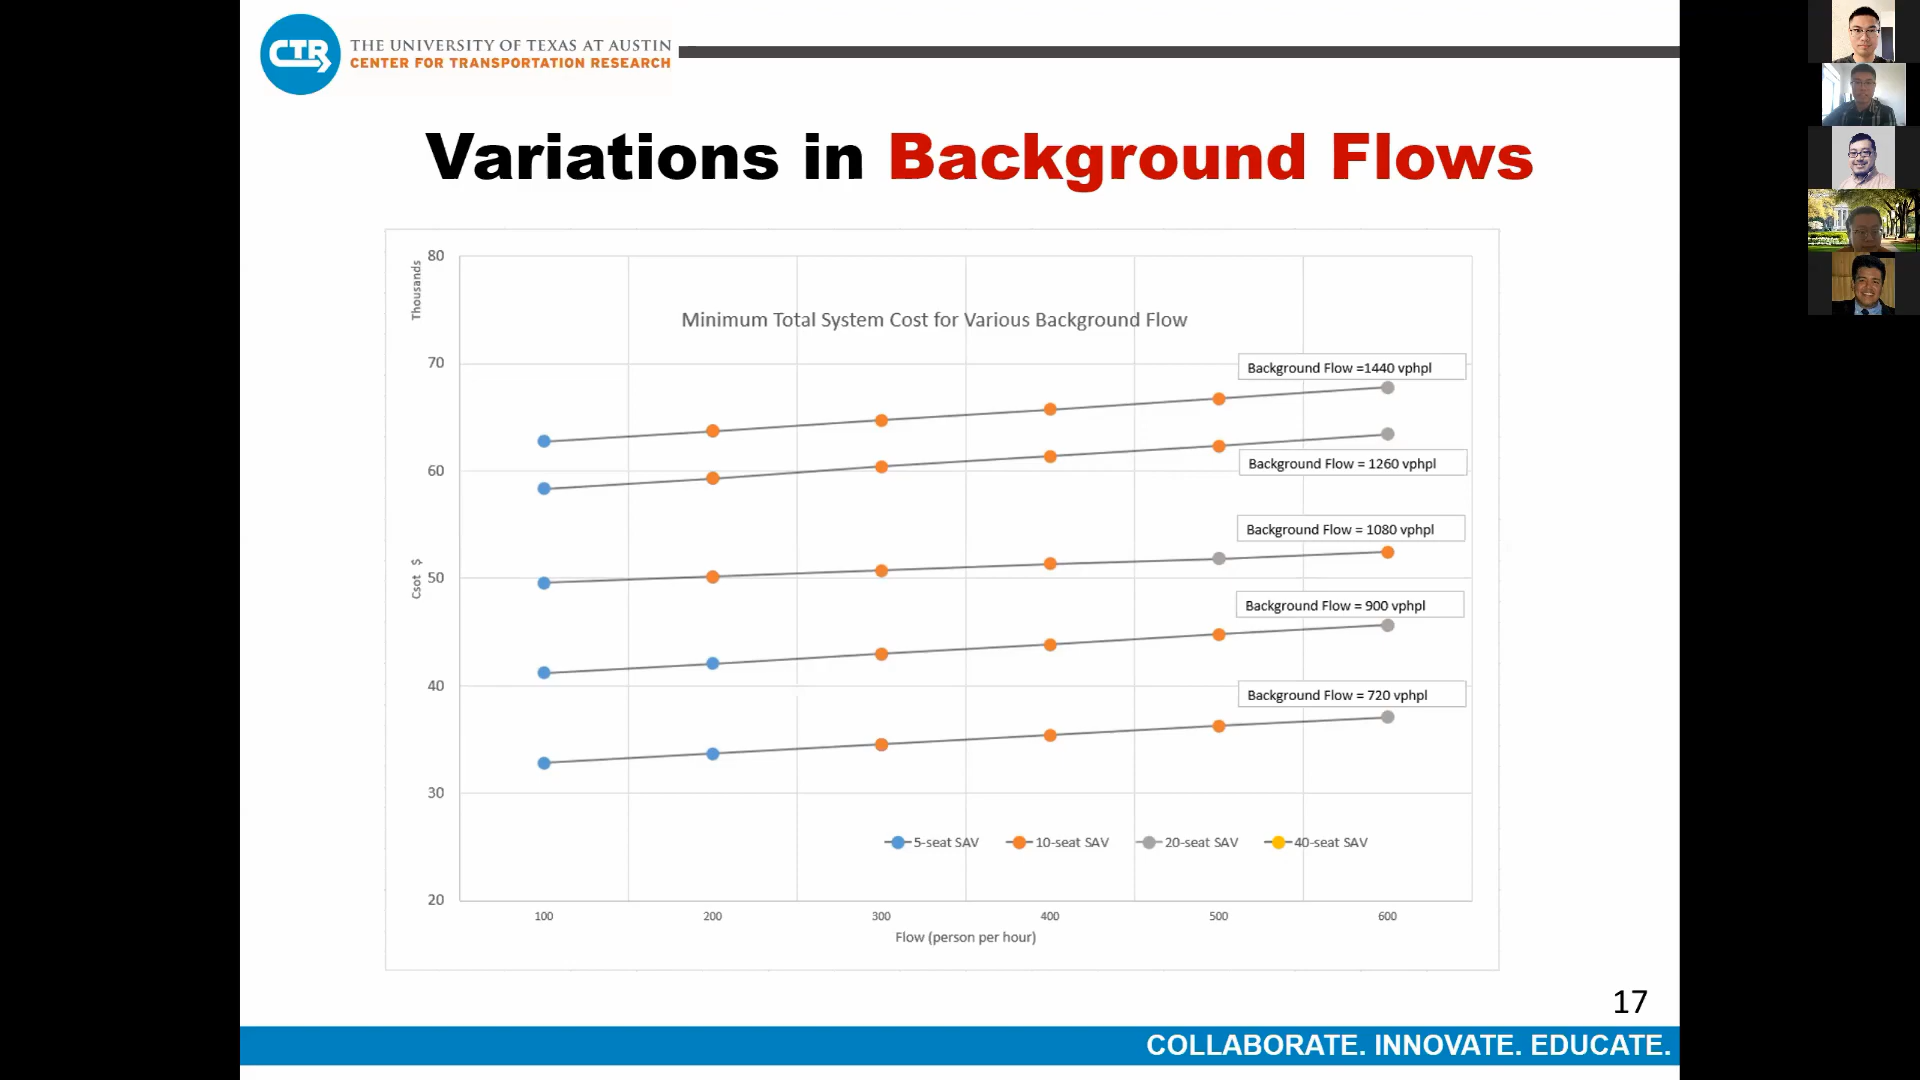 CTR
THE UNIVERSITY OF TEXAS AT AUSTIN
CENTER FOR TRANSPORTATION RESEARCH
Variations in Background Flows
Thousands
Csot $
80
70
60
50
40
30
20
Minimum Total System Cost for Various Background Flow
Background Flow =1440 vphpl
Background Flow = 1260 vphpl
Background Flow = 1080 vphpl
Background Flow = 900 vphpl
Background Flow = 720 vphpl
5-seat SAV 10-seat SAV 20-seat SAV 40-seat SAV
100 200 300 400 500 600
Flow (person per hour)
17
COLLABORATE. INNOVATE. EDUCATE.